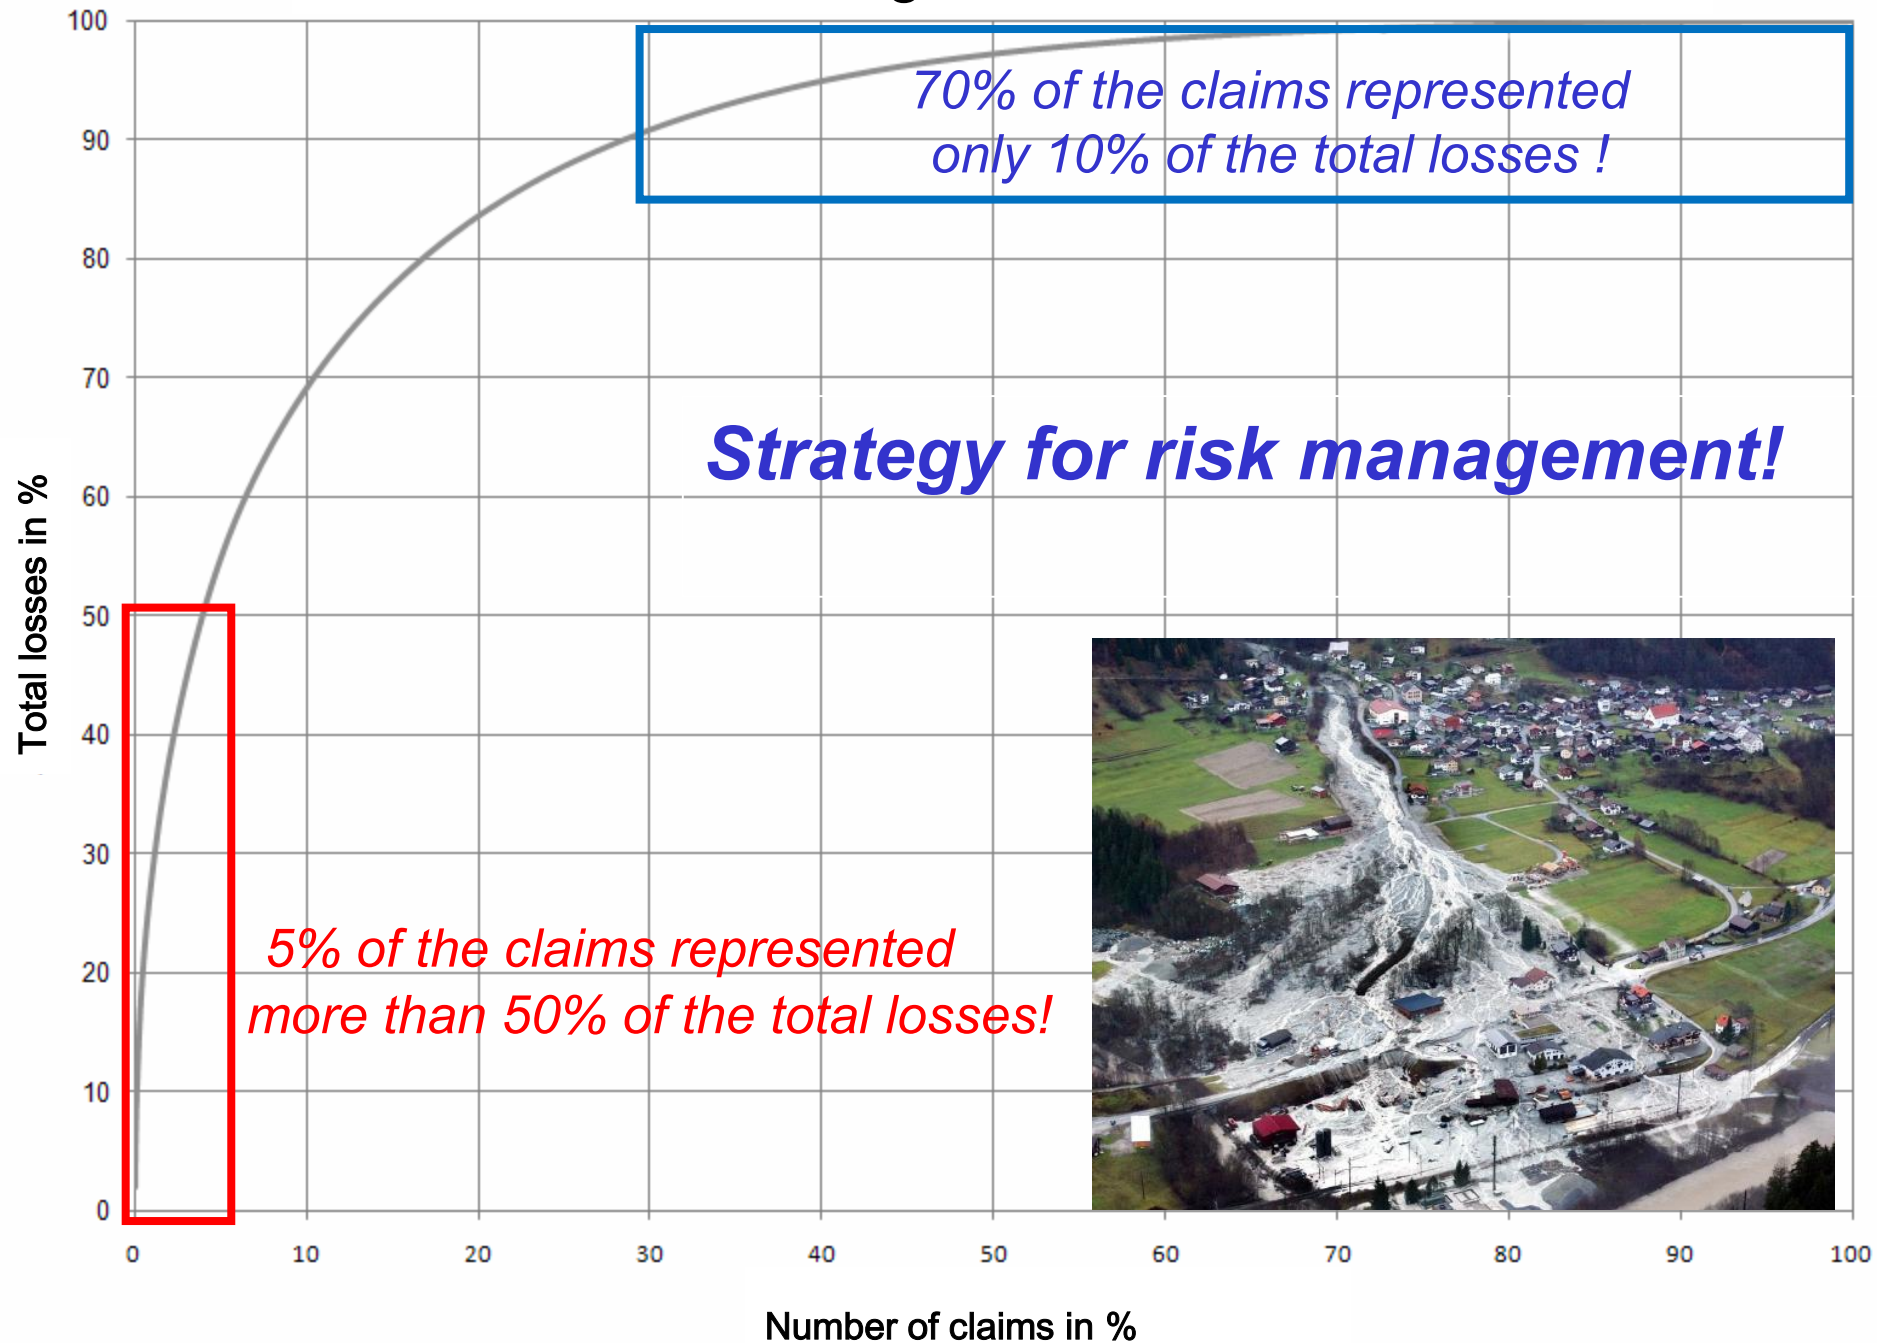 100
90
80
70
60
50
40
30
20
10
0
Total losses in %
70% of the claims represented
only 10% of the total losses !
Strategy for risk management!
5% of the claims represented
more than 50% of the total losses!
0 10 20 30 40 50 60 70 80 90 100
Number of claims in %